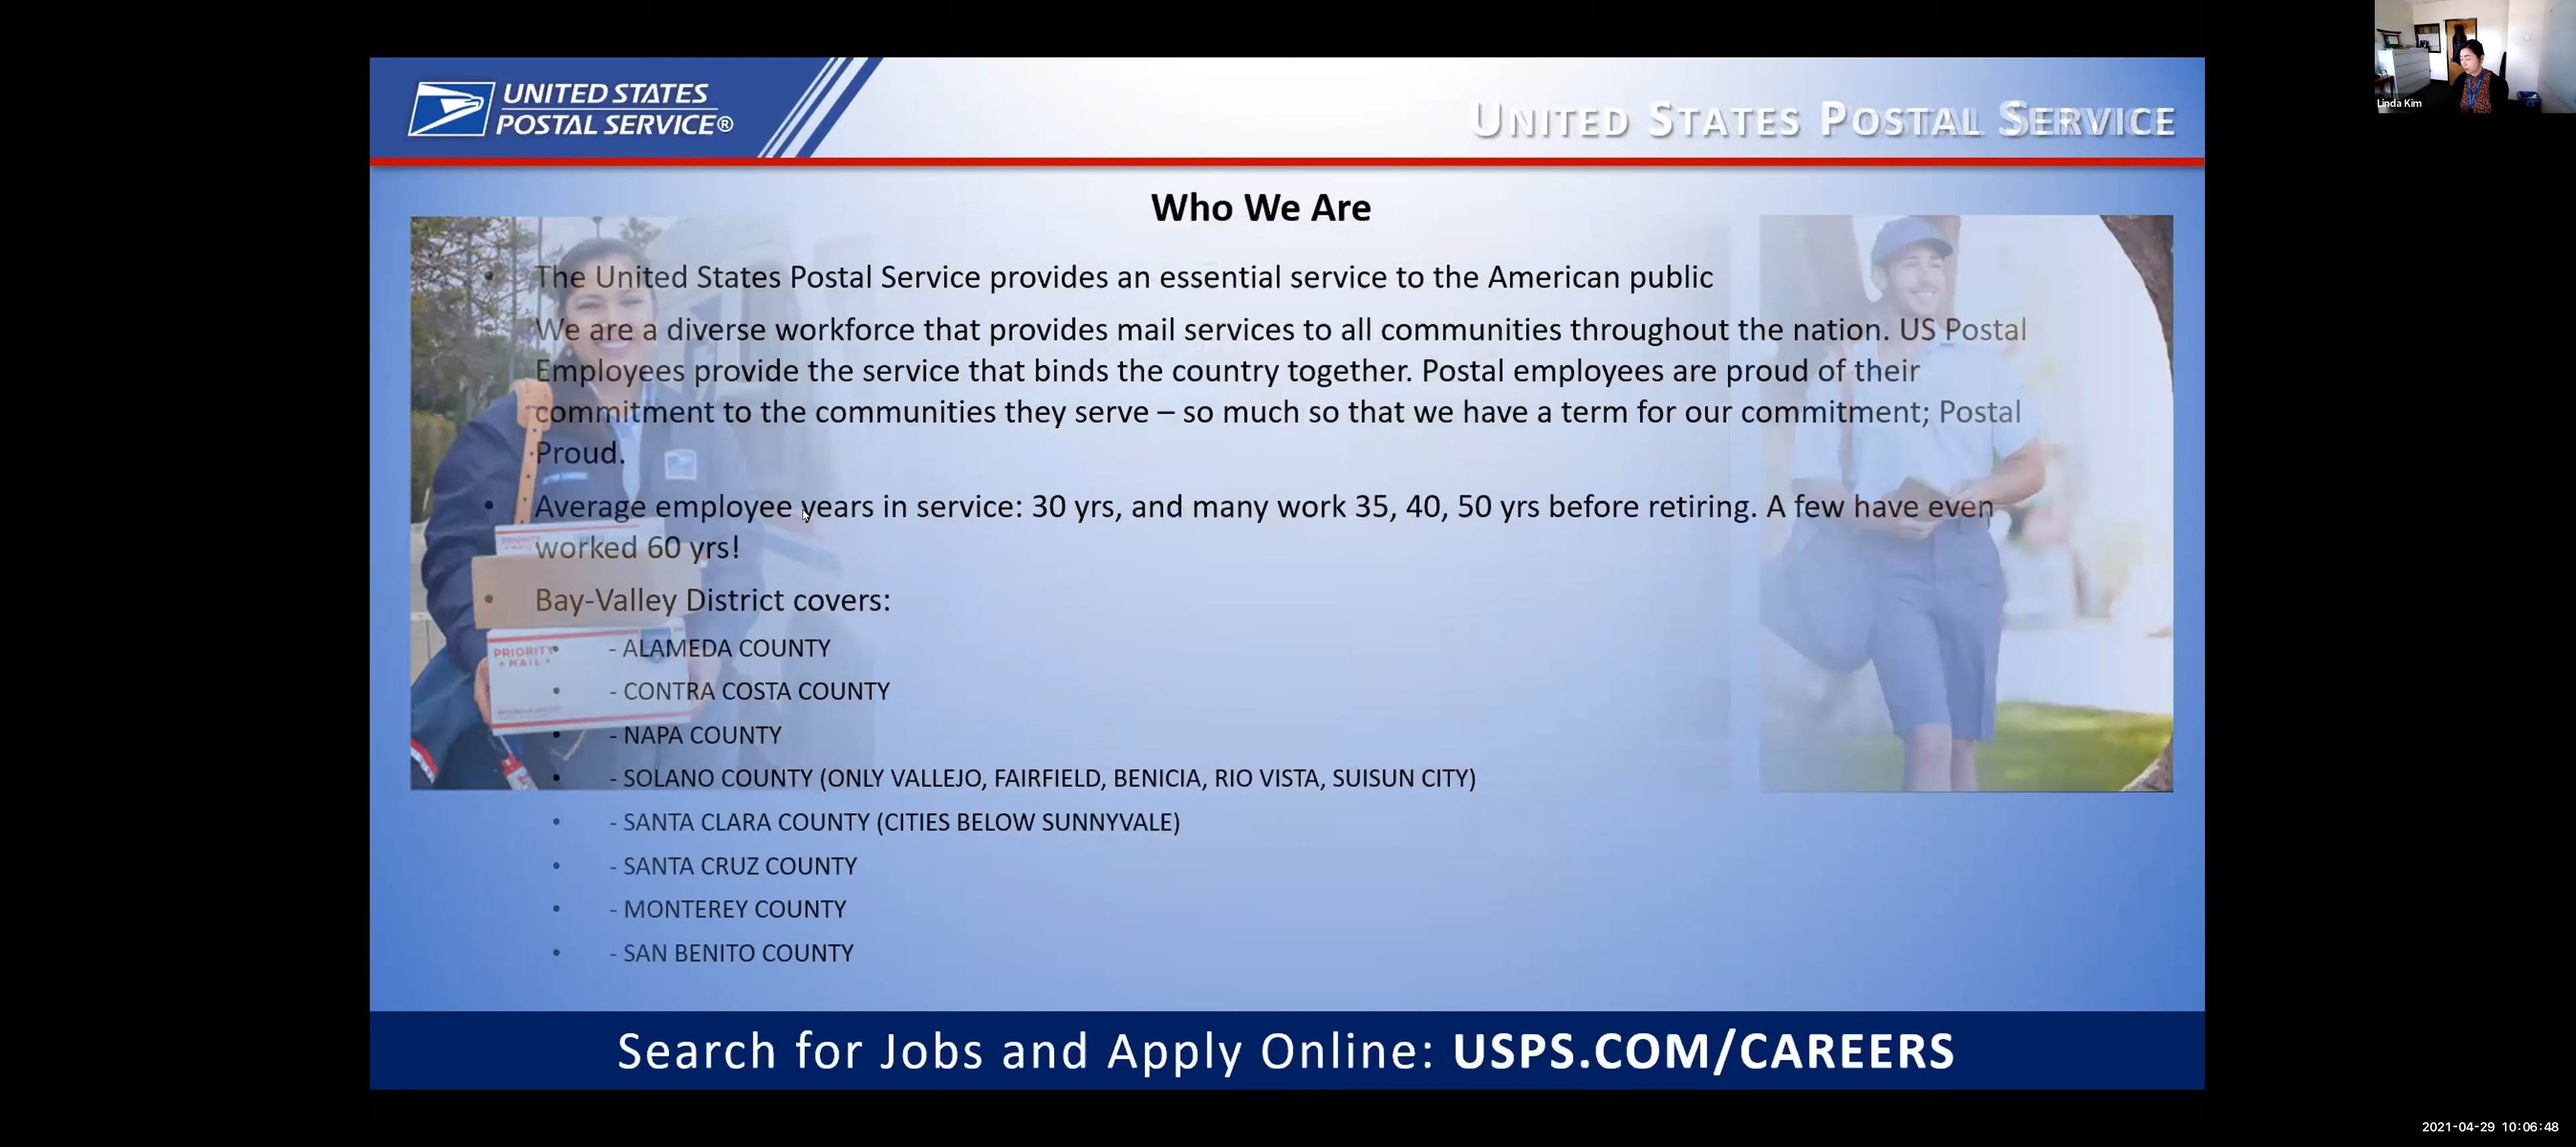 UNITED STATES
POSTAL SERVICE®
UNITED STATES POSTAL SERVICE
Linda Kim
Who We Are
• The United States Postal Service provides an essential service to the American public
We are a diverse workforce that provides mail services to all communities throughout the nation. US Postal
Employees provide the service that binds the country together. Postal employees are proud of their
commitment to the communities they serve – so much so that we have a term for our commitment; Postal
Proud.
• Average employee years in service: 30 yrs, and many work 35, 40, 50 yrs before retiring. A few have even
worked 60 yrs!
• Bay-Valley District covers:
• - ALAMEDA COUNTY
• - CONTRA COSTA COUNTY
• - NAPA COUNTY
• - SOLANO COUNTY (ONLY VALLEJO, FAIRFIELD, BENICIA, RIO VISTA, SUISUN CITY)
• - SANTA CLARA COUNTY (CITIES BELOW SUNNYVALE)
• - SANTA CRUZ COUNTY
• - MONTEREY COUNTY
• - SAN BENITO COUNTY
PRIORITY
MAIL
PRIORITY
MAIL
Search for Jobs and Apply Online: USPS.COM/CAREERS
2021-04-29 10:06:48